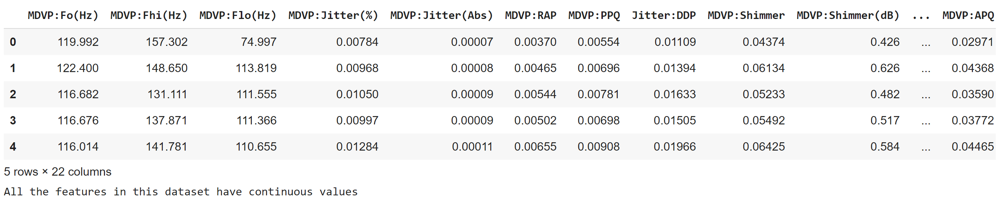 MDVP:Fo(Hz) MDVP:Fhi(Hz) MDVP:Flo(Hz) MDVP:Jitter(%) MDVP:Jitter(Abs) MDVP:RAP MDVP:PPQ Jitter:DDP MDVP:Shimmer MDVP:Shimmer(dB) ... MDVP:APQ
0 119.992 157.302 74.997 0.00784 0.00007 0.00370 0.00554 0.01109 0.04374 0.426 ... 0.02971
1 122.400 148.650 113.819 0.00968 0.00008 0.00465 0.00696 0.01394 0.06134 0.626 ... 0.04368
2 116.682 131.111 111.555 0.01050 0.00009 0.00544 0.00781 0.01633 0.05233 0.482 ... 0.03590
3 116.676 137.871 111.366 0.00997 0.00009 0.00502 0.00698 0.01505 0.05492 0.517 ... 0.03772
4 116.014 141.781 110.655 0.01284 0.00011 0.00655 0.00908 0.01966 0.06425 0.584 ... 0.04465
5 rows × 22 columns
All the features in this dataset have continuous values